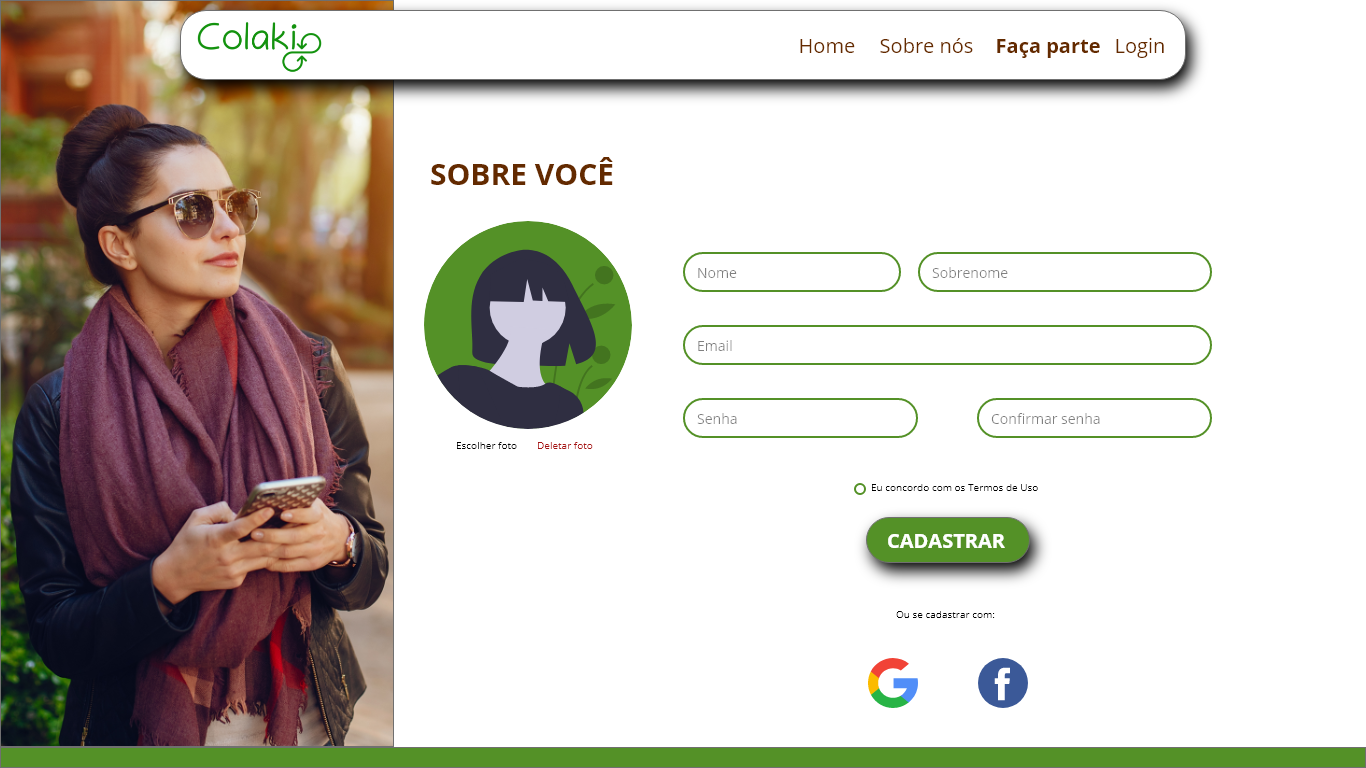 Colaki
Home Sobre nós Faça parte Login
SOBRE VOCÊ
Nome Sobrenome
Email
Senha Confirmar senha
Escolher foto Deletar foto
Eu concordo com os Termos de Uso
CADASTRAR
Ou se cadastrar com: